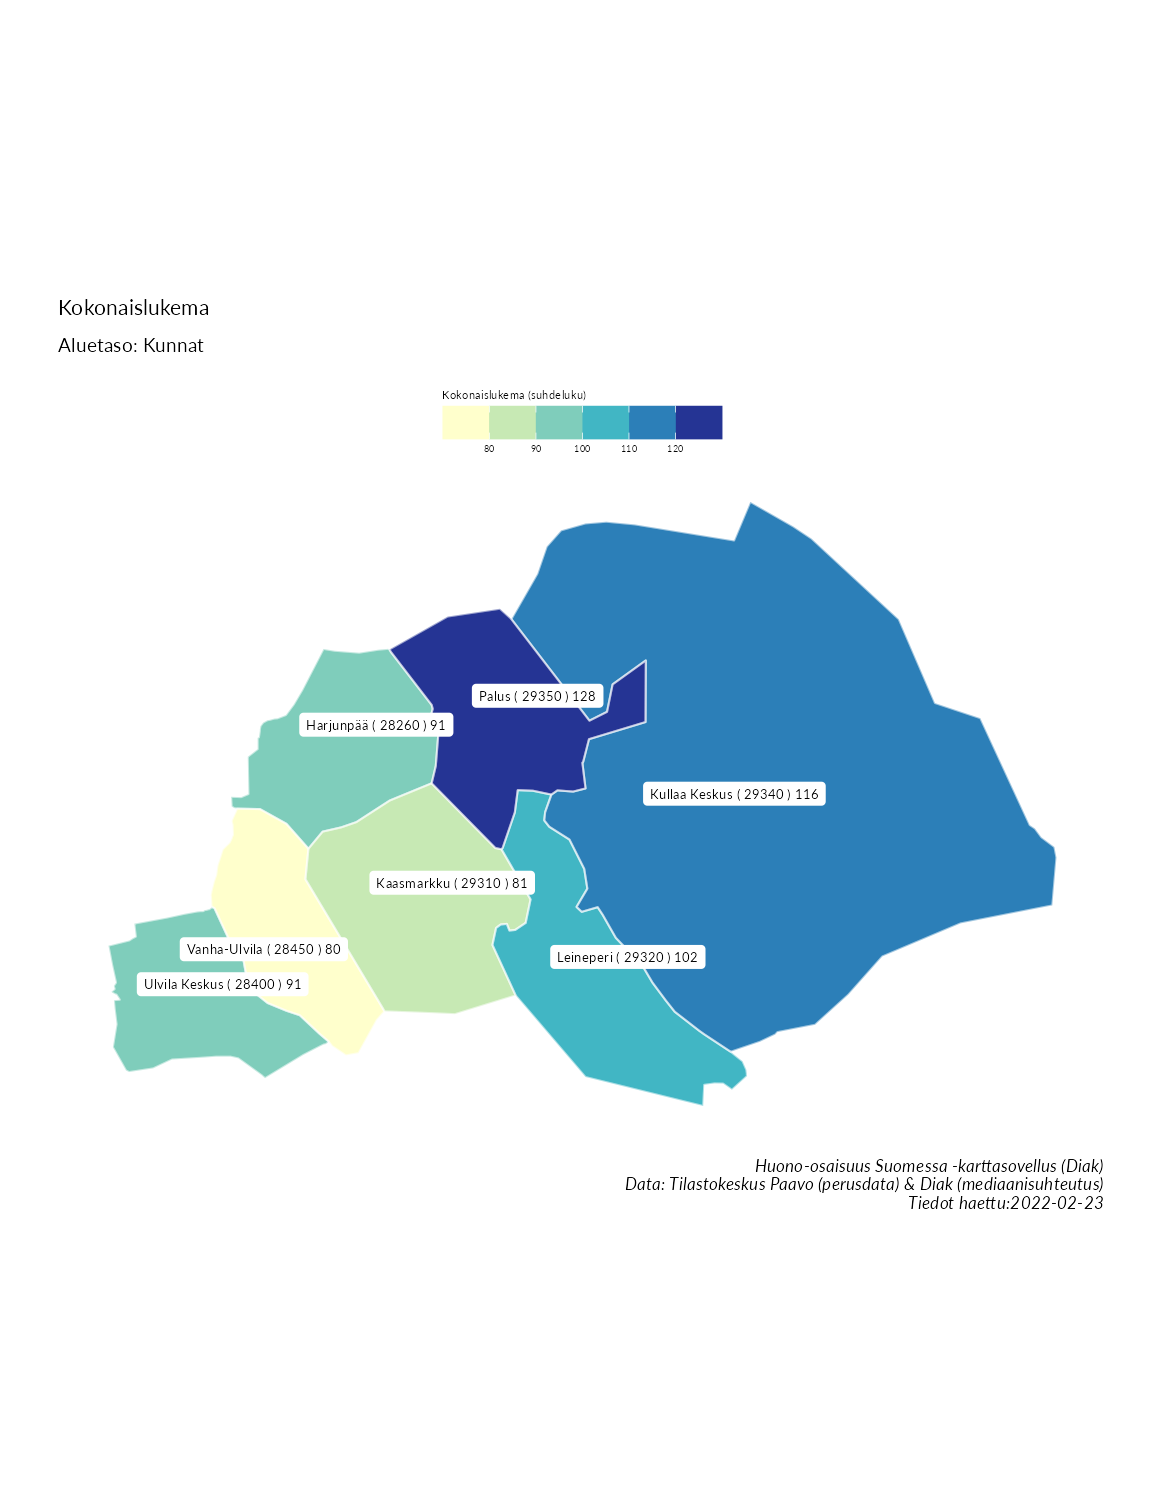 Kokonaislukema
Aluetaso: Kunnat
Kokonaislukema (suhdeluku)
80 90 100 110 120
Palus ( 29350 ) 128
Harjunpää ( 28260 ) 91
Kullaa Keskus ( 29340 ) 116
Kaasmarkku ( 29310 ) 81
Vanha-Ulvila ( 28450 ) 80
Leineperi ( 29320 ) 102
Ulvila Keskus ( 28400 ) 91
Huono-osaisuus Suomessa -karttasovellus (Diak)
Data: Tilastokeskus Paavo (perusdata) & Diak (mediaanisuhteutus)
Tiedot haettu:2022-02-23